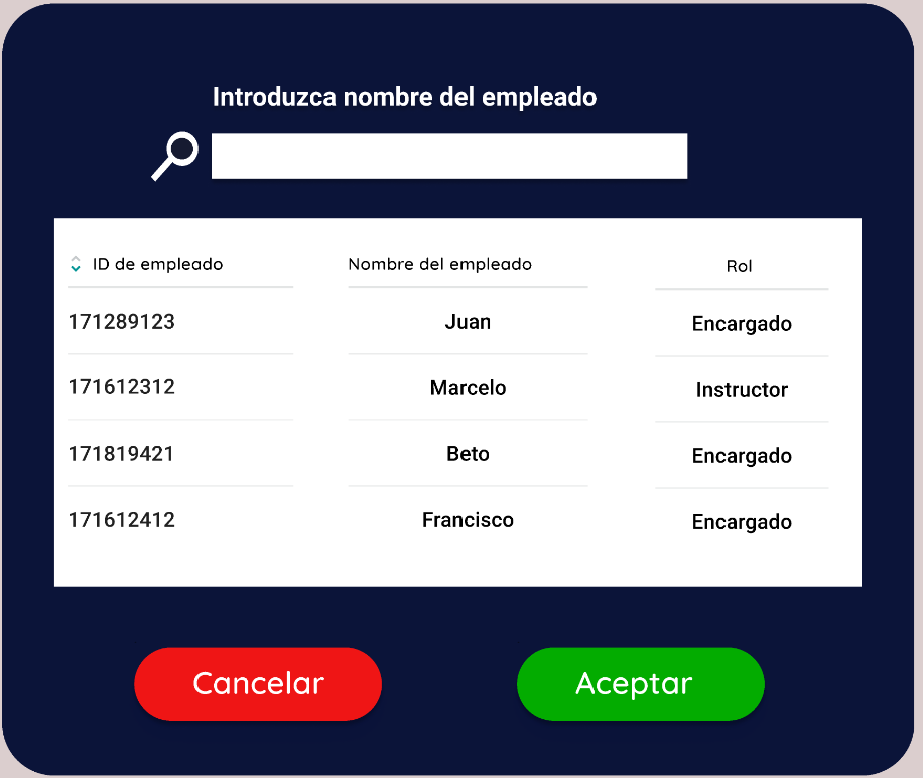 Introduzca nombre del empleado
ID de empleado Nombre del empleado Rol
171289123 Juan Encargado
171612312 Marcelo Instructor
171819421 Beto Encargado
171612412 Francisco Encargado
Cancelar Aceptar